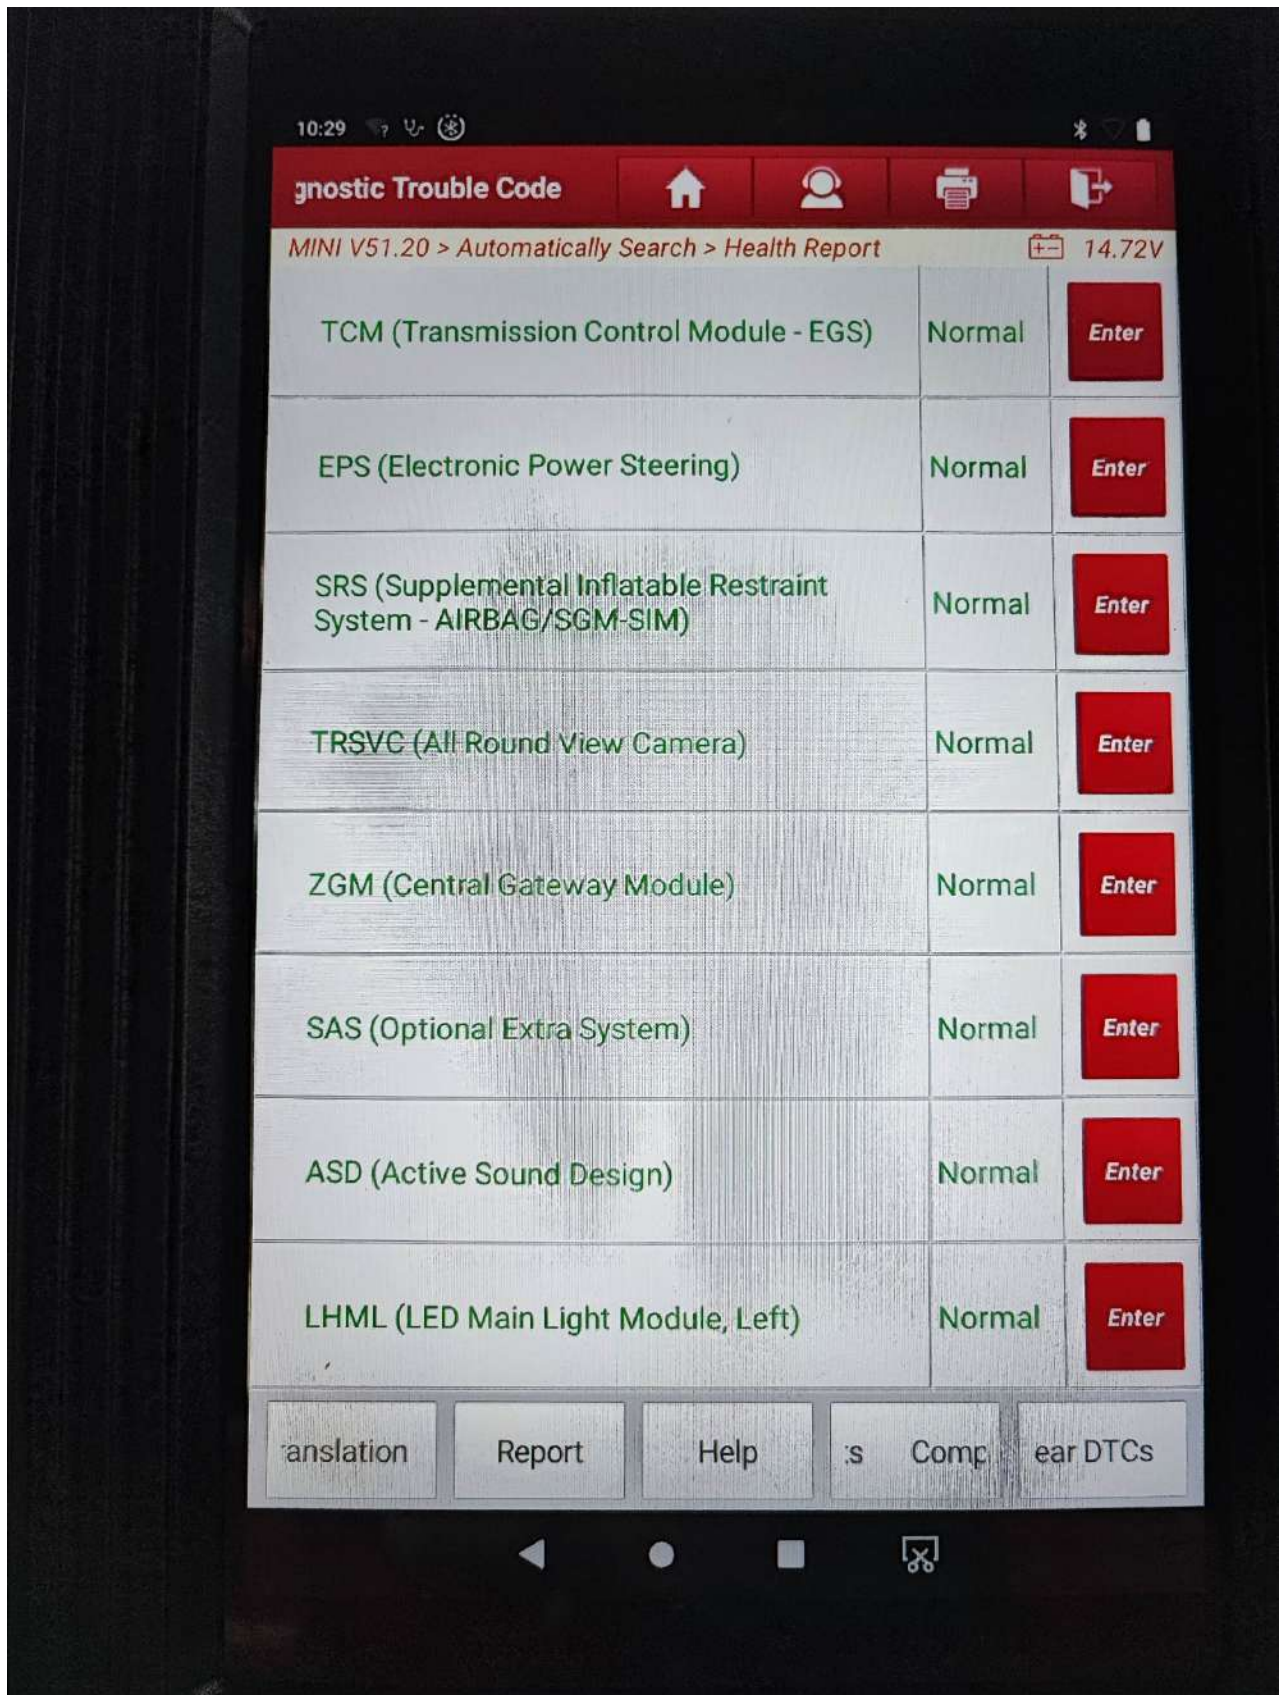 10:29
gnostic Trouble Code
MINI V51.20 > Automatically Search > Health Report 14.72V
TCM (Transmission Control Module - EGS) Normal Enter
EPS (Electronic Power Steering) Normal Enter
SRS (Supplemental Inflatable Restraint
System - AIRBAG/SGM-SIM) Normal Enter
TRSVC (All Round View Camera) Normal Enter
ZGM (Central Gateway Module) Normal Enter
SAS (Optional Extra System) Normal Enter
ASD (Active Sound Design) Normal Enter
LHML (LED Main Light Module, Left) Normal Enter
anslation Report Help s Comp ear DTCs